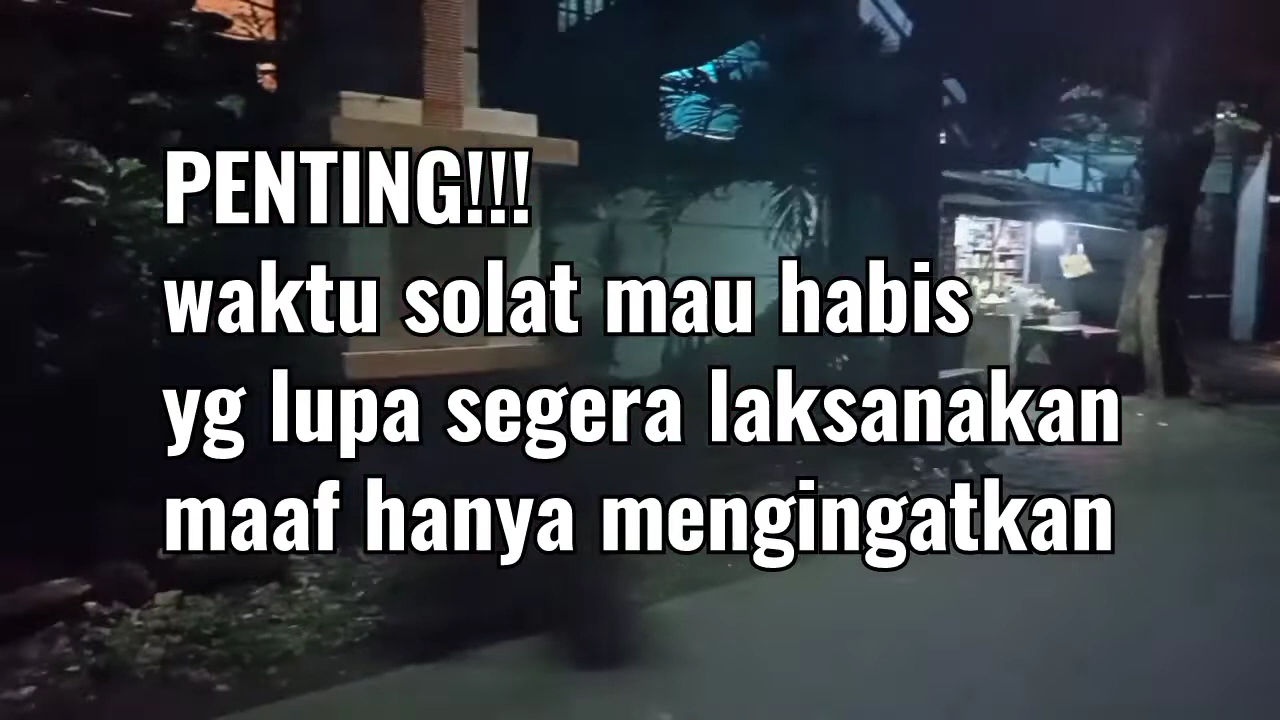 PENTING!!!
waktu solat mau habis
yg lupa segera laksanakan
maaf hanya mengingatkan